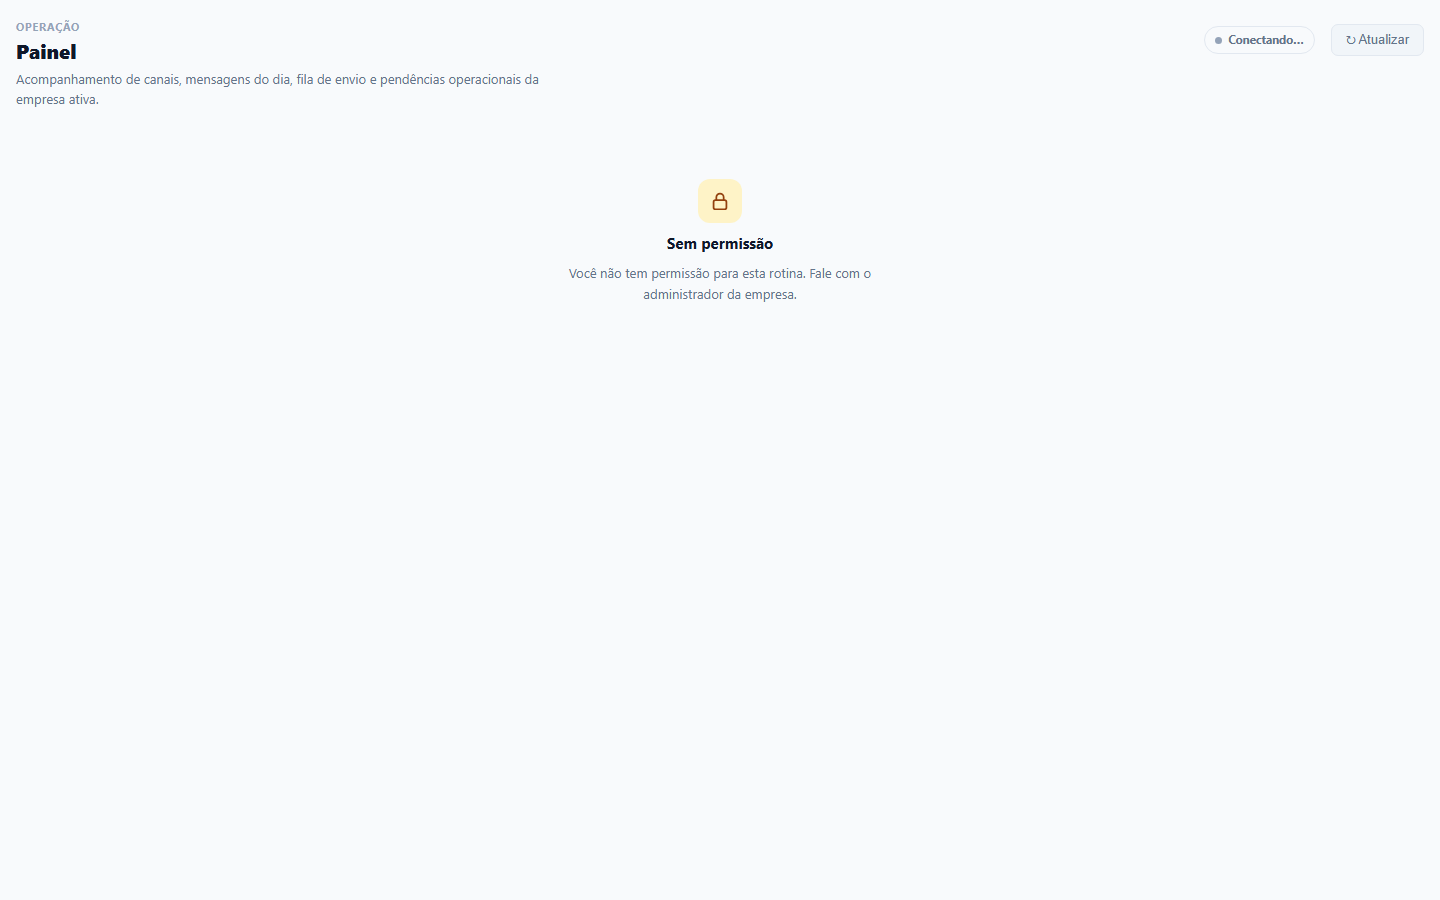 OPERAÇÃO
Painel
Acompanhamento de canais, mensagens do dia, fila de envio e pendências operacionais da
empresa ativa.
Conectando...
↻ Atualizar
Sem permissão
Você não tem permissão para esta rotina. Fale com o
administrador da empresa.